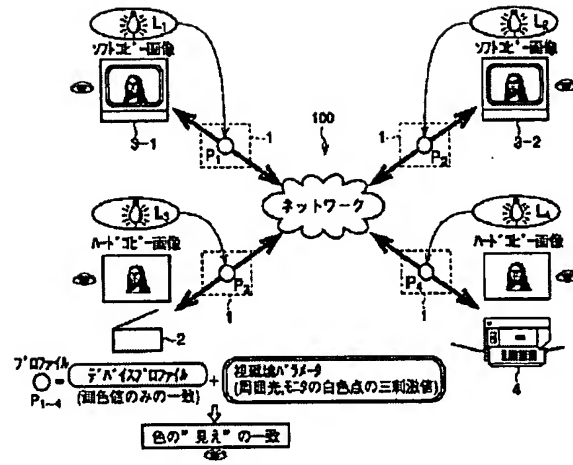 L₁
ソフトコピー画像
3-1
L₂
ソフトコピー画像
3-2
100
1
P₁
1
P₂
ネットワーク
L₃
ハードコピー画像
2
P₃
1
L₄
ハードコピー画像
4
P₄
1
プロファイル
P₁₋₄
=
デバイスプロファイル
(測色値のみの一致)
+
視環境パラメータ
(周囲光,モニタの白色点の三刺激値)
色の”見え”の一致